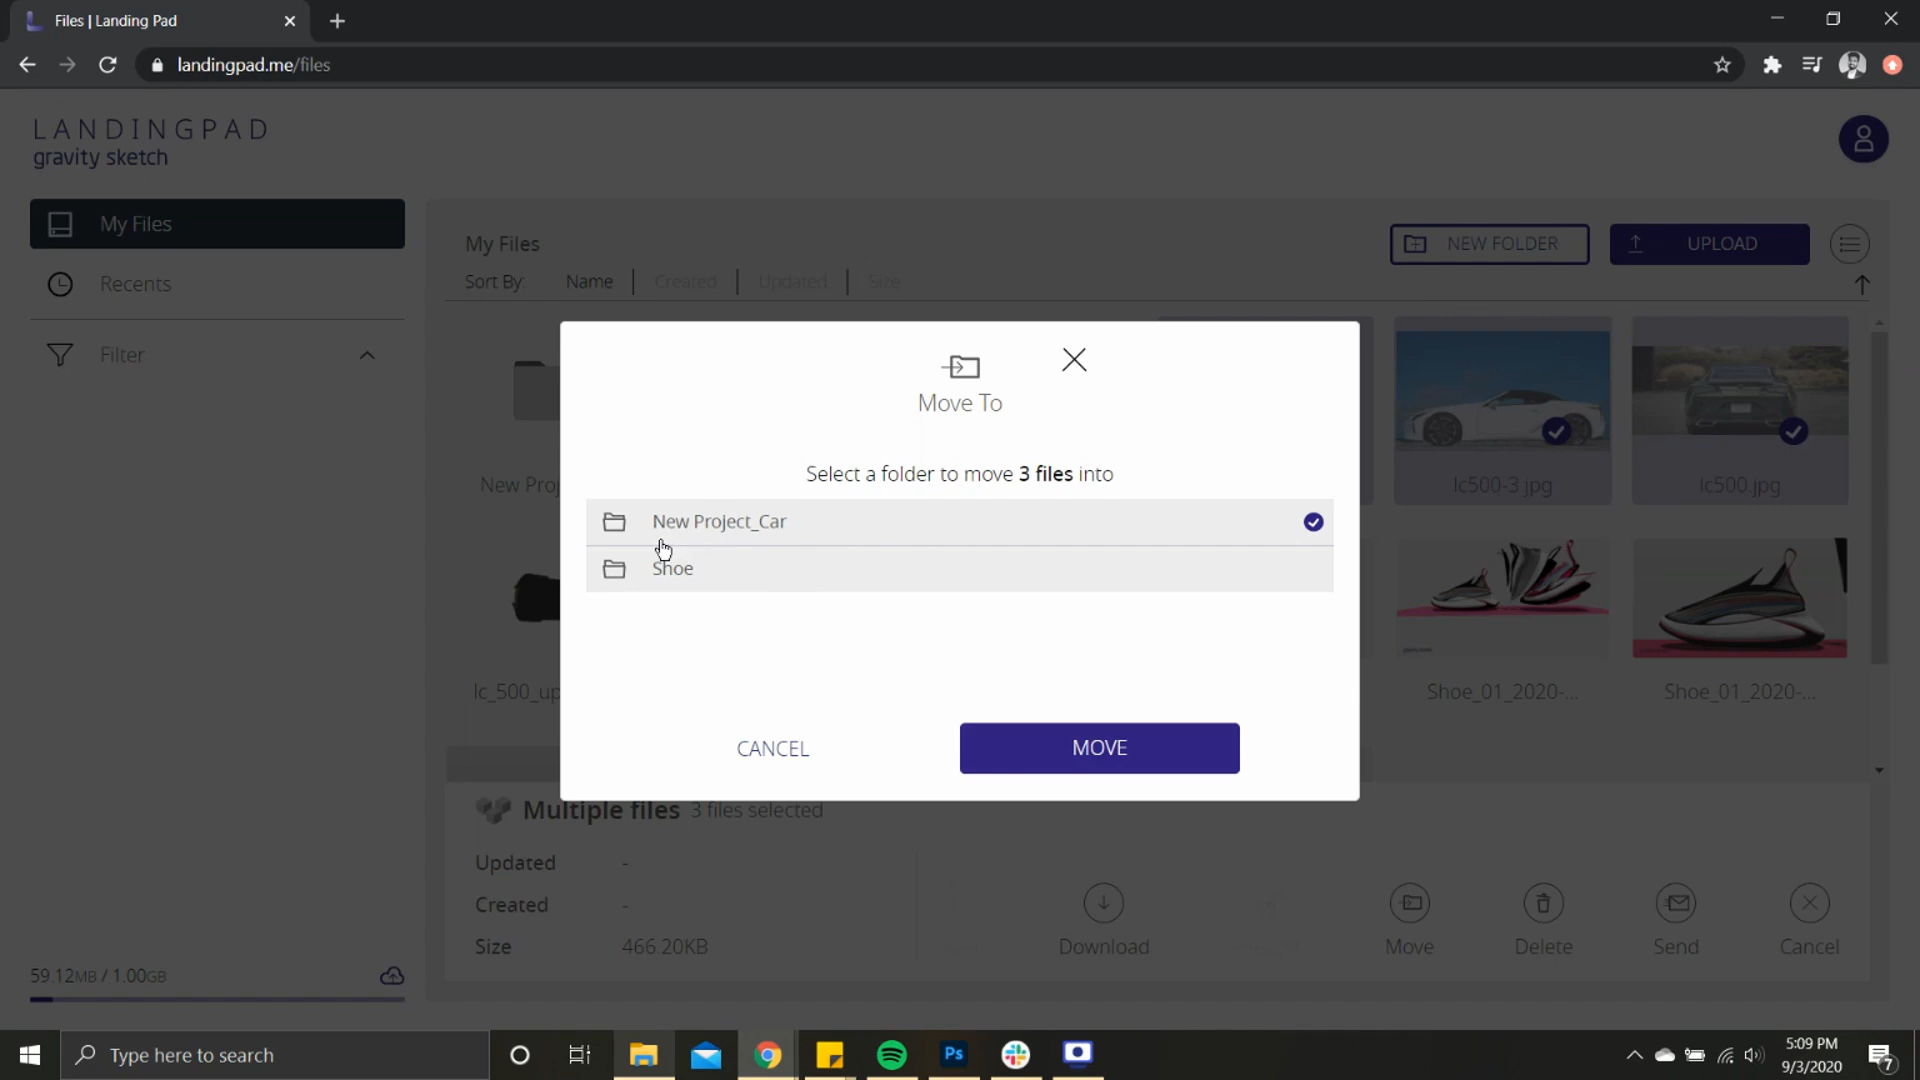 Files | Landing Pad
landingpad.me/files
LANDINGPAD
gravity sketch
My Files
Recents
Filter
59.12MB / 1.00GB
My Files
NEW FOLDER
UPLOAD
Sort By: Name Created Updated Size
New Proj
lc500-3.jpg
lc500.jpg
lc_500_up
Shoe_01_2020-...
Shoe_01_2020-...
Move To
Select a folder to move 3 files into
New Project_Car
Shoe
CANCEL
MOVE
Multiple files 3 files selected
Updated -
Created -
Size 466.20KB
Download
Move
Delete
Send
Cancel
Type here to search
Ps
5:09 PM
9/3/2020
7